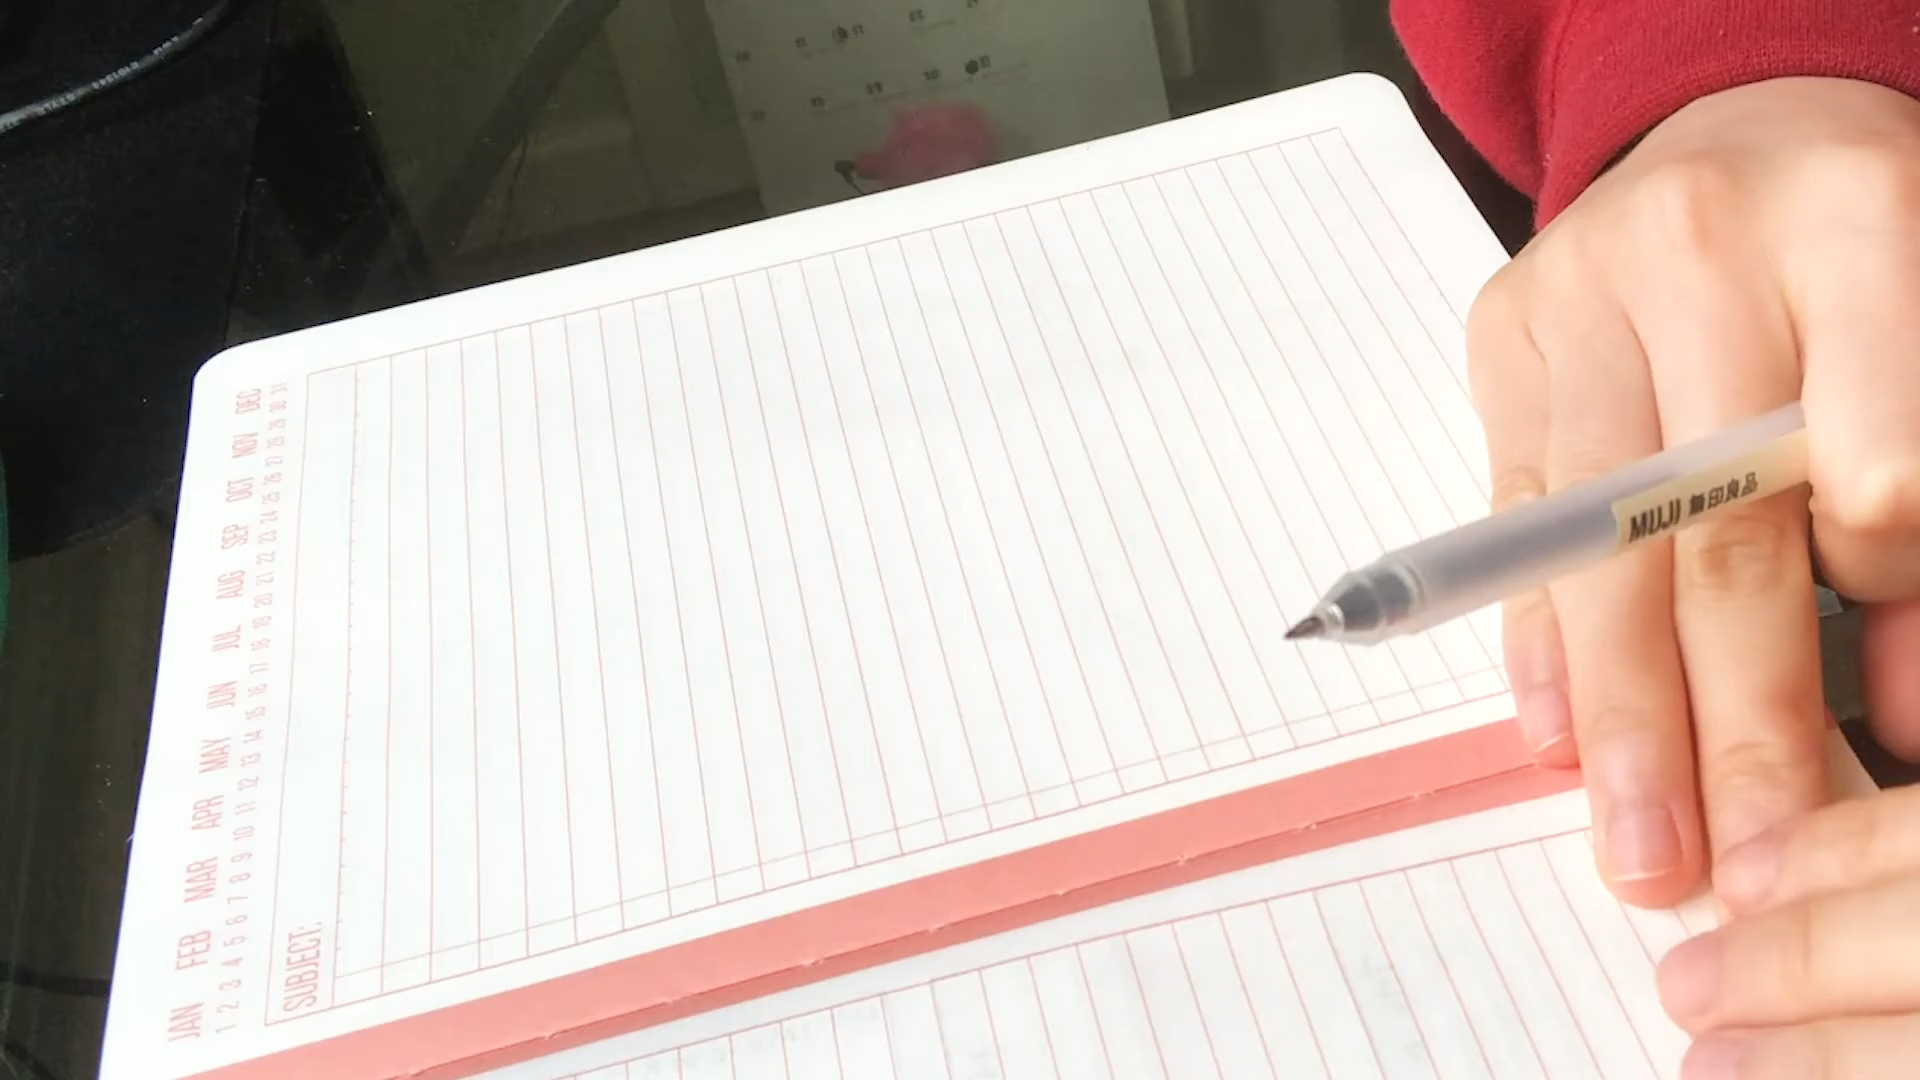 JAN FEB MAR APR MAY JUN JUL AUG SEP OCT NOV DEC
1 2 3 4 5 6 7 8 9 10 11 12 13 14 15 16 17 18 19 20 21 22 23 24 25 26 27 28 29 30 31
SUBJECT:
MUJI 無印良品